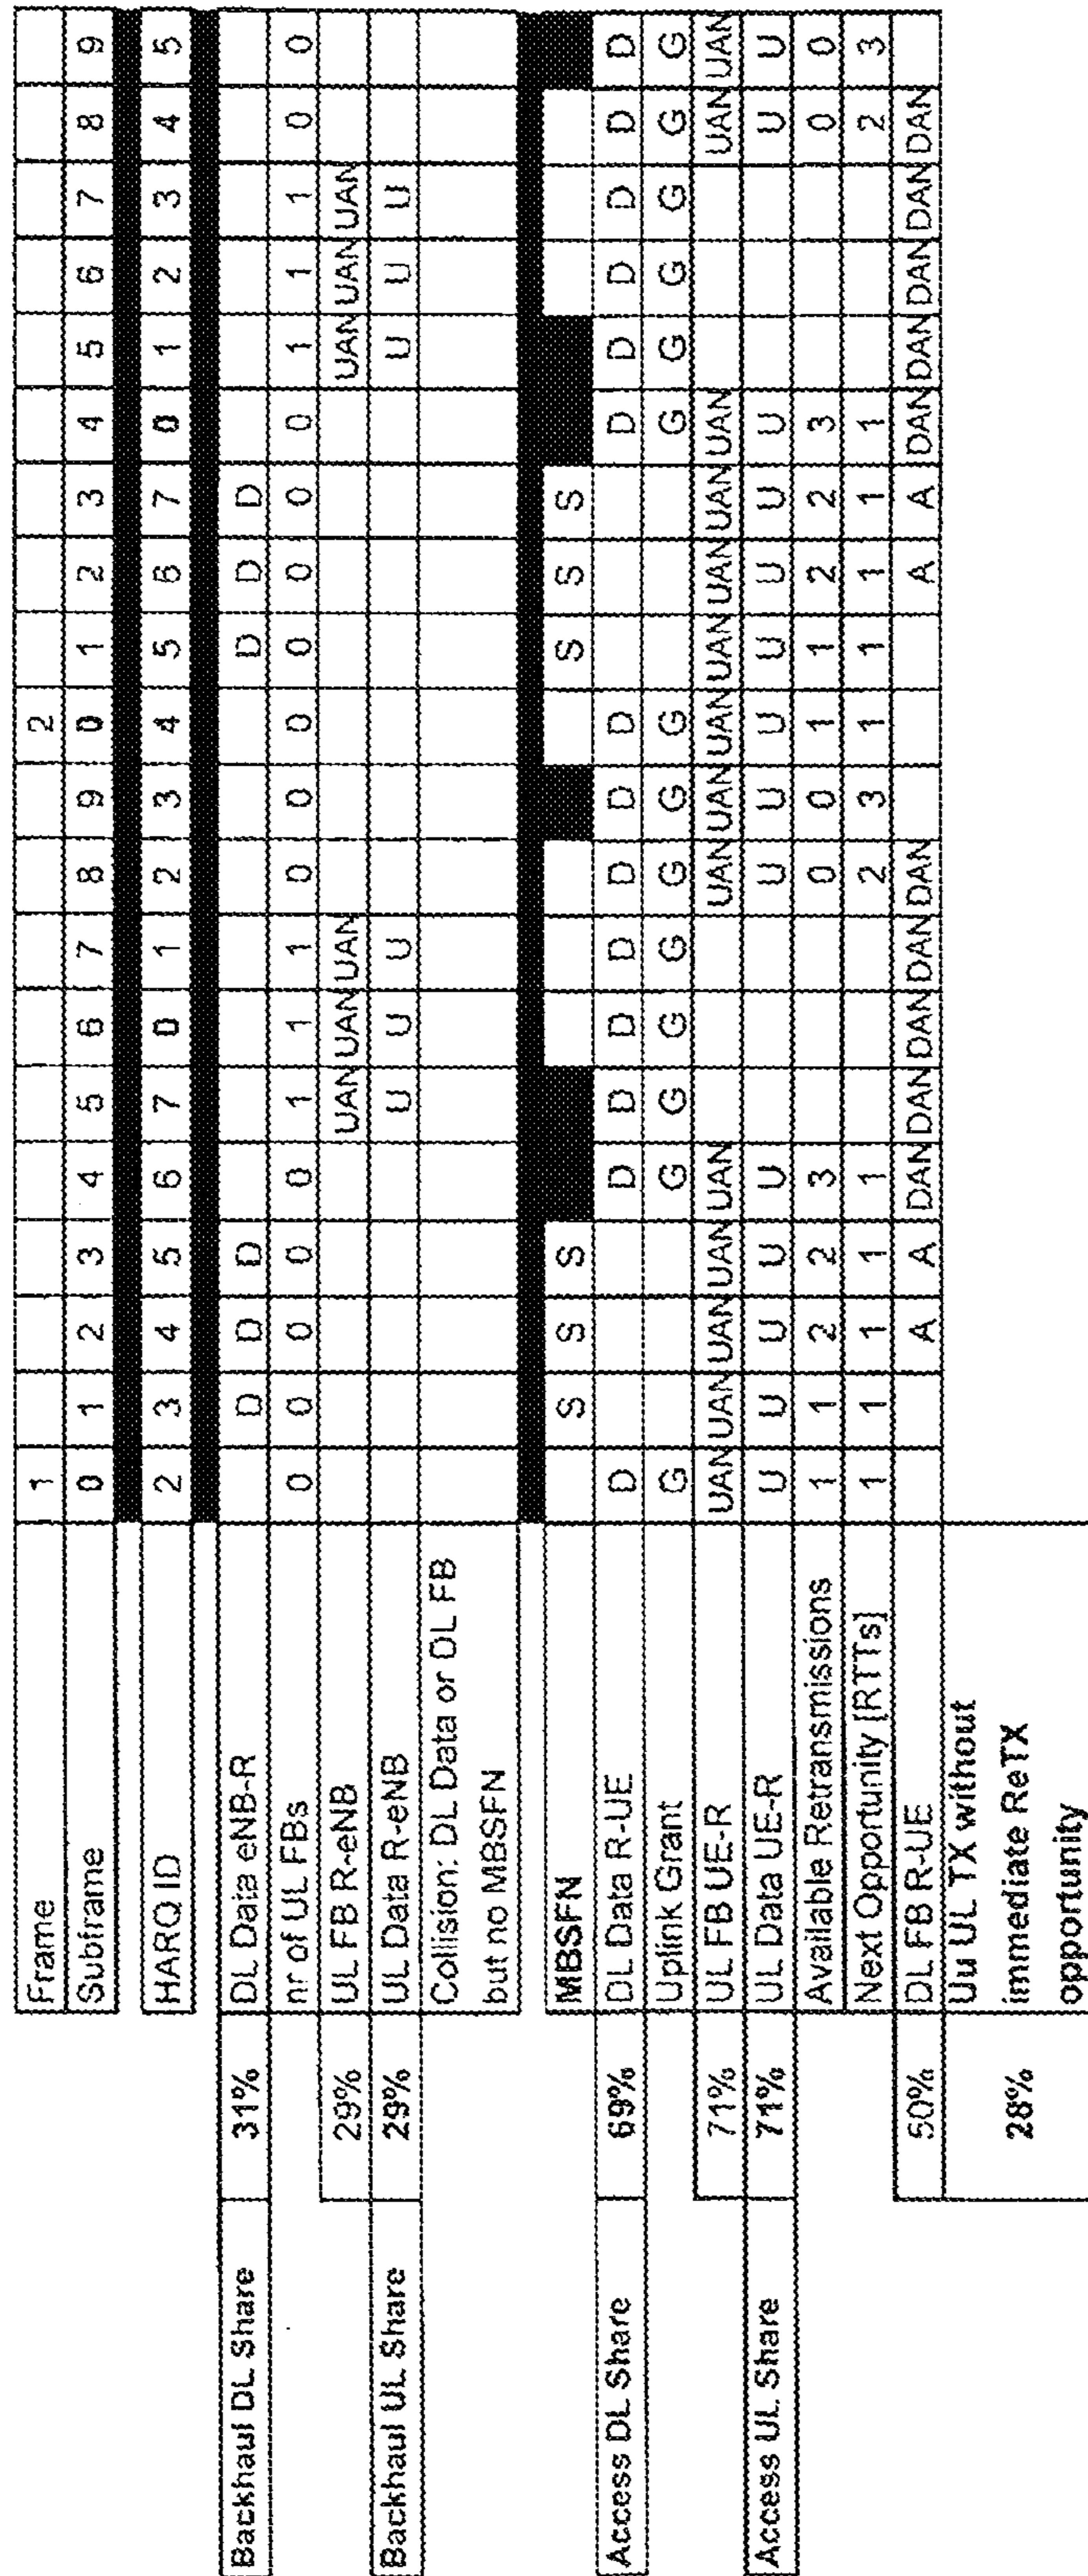 Frame 1 2
Subframe 0 1 2 3 4 5 6 7 8 9 0 1 2 3 4 5 6 7 8 9
HARQ ID 2 3 4 5 6 7 0 1 2 3 4 5 6 7 0 1 2 3 4 5
Backhaul DL Share 31% DL Data eNB-R D D D D D D
nr of UL FBs 0 0 0 0 0 1 1 1 0 0 0 0 0 0 0 1 1 1 0 0
29% UL FB R-eNB UAN UAN UAN UAN UAN UAN
Backhaul UL Share 29% UL Data R-eNB U U U U U U
Collision: DL Data or DL FB
but no MBSFN
MBSFN S S S S S S
Access DL Share 69% DL Data R-UE D D D D D D D D D D D D D D
Uplink Grant G G G G G G G G G G G G G G
71% UL FB UE-R UAN UAN UAN UAN UAN UAN UAN UAN UAN UAN UAN UAN UAN UAN
Access UL Share 71% UL Data UE-R U U U U U U U U U U U U U U
Available Retransmissions 1 1 2 2 3 0 0 1 1 2 2 3 0 0
Next Opportunity [RTTs] 1 1 1 1 1 2 3 1 1 1 1 1 2 3
50% DL FB R-UE A A DAN DAN DAN DAN DAN A A DAN DAN DAN DAN DAN
Uu UL TX without
28% immediate ReTX
opportunity